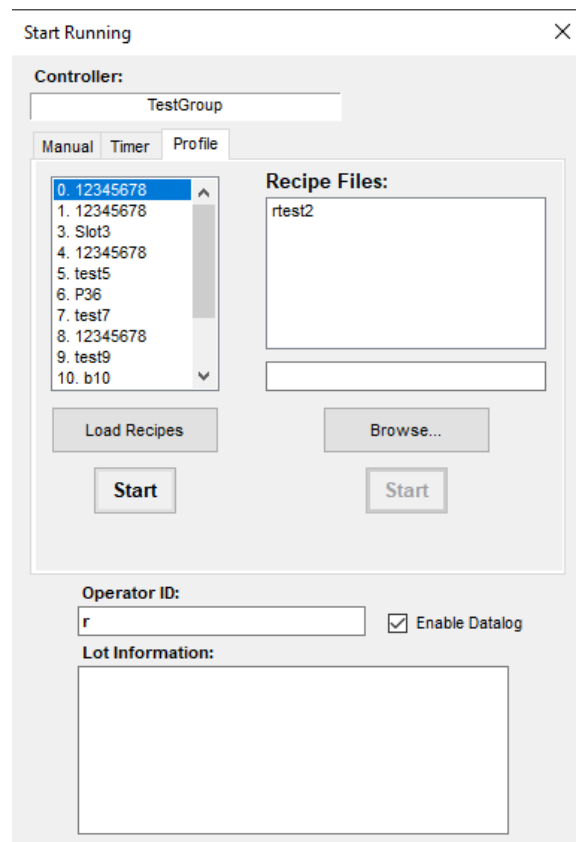 Start Running
Controller:
TestGroup
Manual Timer Profile
0. 12345678
1. 12345678
3. Slot3
4. 12345678
5. test5
6. P36
7. test7
8. 12345678
9. test9
10. b10
Load Recipes
Start
Recipe Files:
rtest2
Browse...
Start
Operator ID:
r
Enable Datalog
Lot Information: